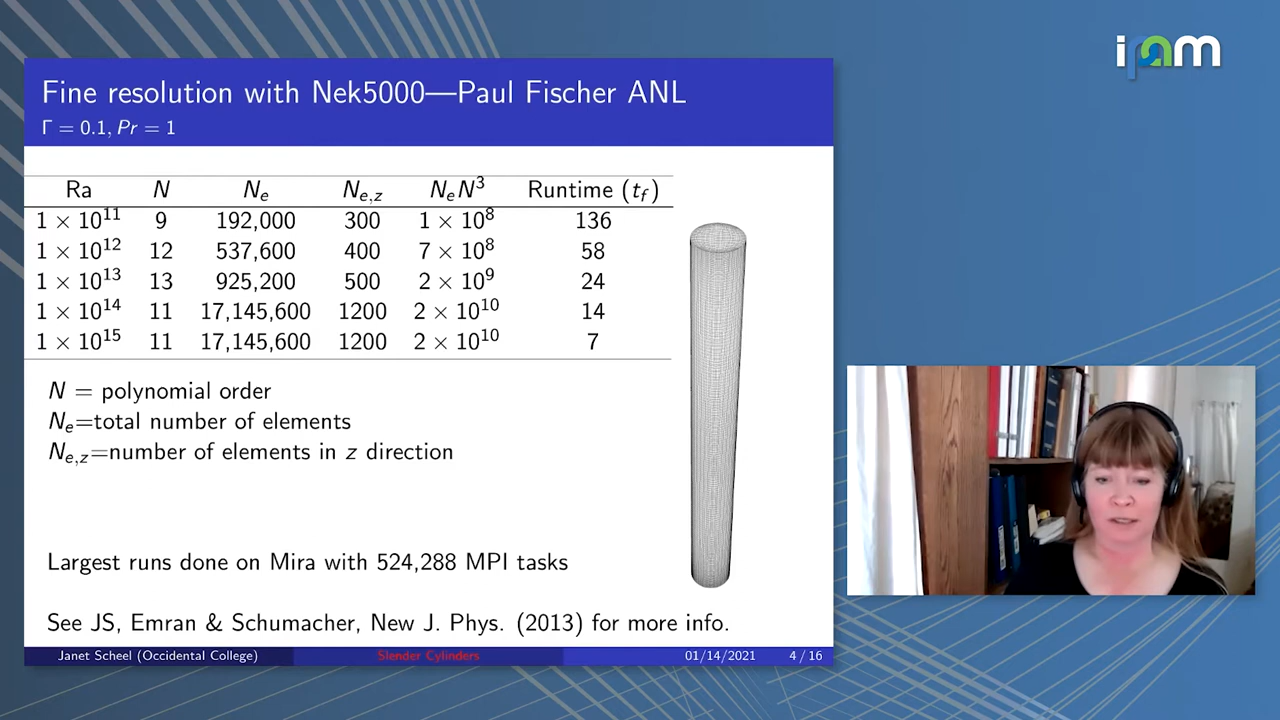 ipam
Fine resolution with Nek5000—Paul Fischer ANL
Γ = 0.1, Pr = 1
Ra N Nₑ Nₑ,z NₑN³ Runtime (t_f)
1 × 10¹¹ 9 192,000 300 1 × 10⁸ 136
1 × 10¹² 12 537,600 400 7 × 10⁸ 58
1 × 10¹³ 13 925,200 500 2 × 10⁹ 24
1 × 10¹⁴ 11 17,145,600 1200 2 × 10¹⁰ 14
1 × 10¹⁵ 11 17,145,600 1200 2 × 10¹⁰ 7
N = polynomial order
Nₑ=total number of elements
Nₑ,z=number of elements in z direction
Largest runs done on Mira with 524,288 MPI tasks
See JS, Emran & Schumacher, New J. Phys. (2013) for more info.
Janet Scheel (Occidental College) Slender Cylinders 01/14/2021 4 / 16